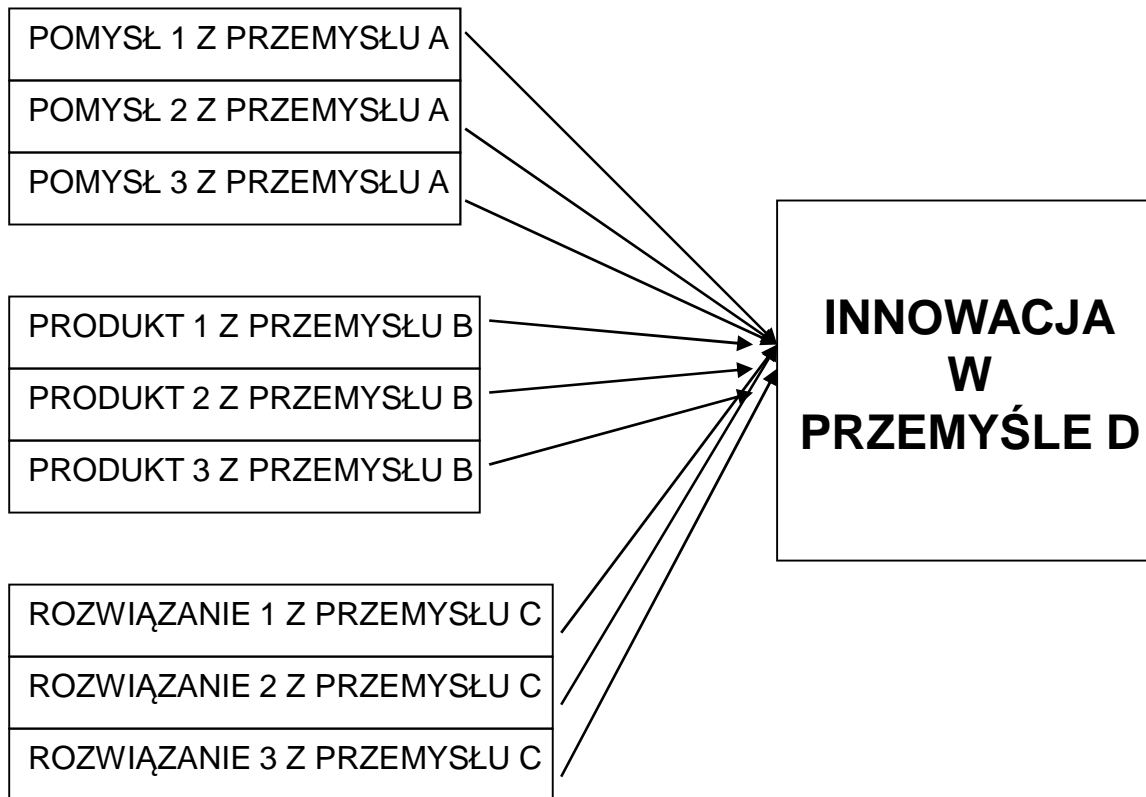 POMYSŁ 1 Z PRZEMYSŁU A
POMYSŁ 2 Z PRZEMYSŁU A
POMYSŁ 3 Z PRZEMYSŁU A
PRODUKT 1 Z PRZEMYSŁU B
PRODUKT 2 Z PRZEMYSŁU B
PRODUKT 3 Z PRZEMYSŁU B
ROZWIĄZANIE 1 Z PRZEMYSŁU C
ROZWIĄZANIE 2 Z PRZEMYSŁU C
ROZWIĄZANIE 3 Z PRZEMYSŁU C
INNOWACJA
W
PRZEMYŚLE D